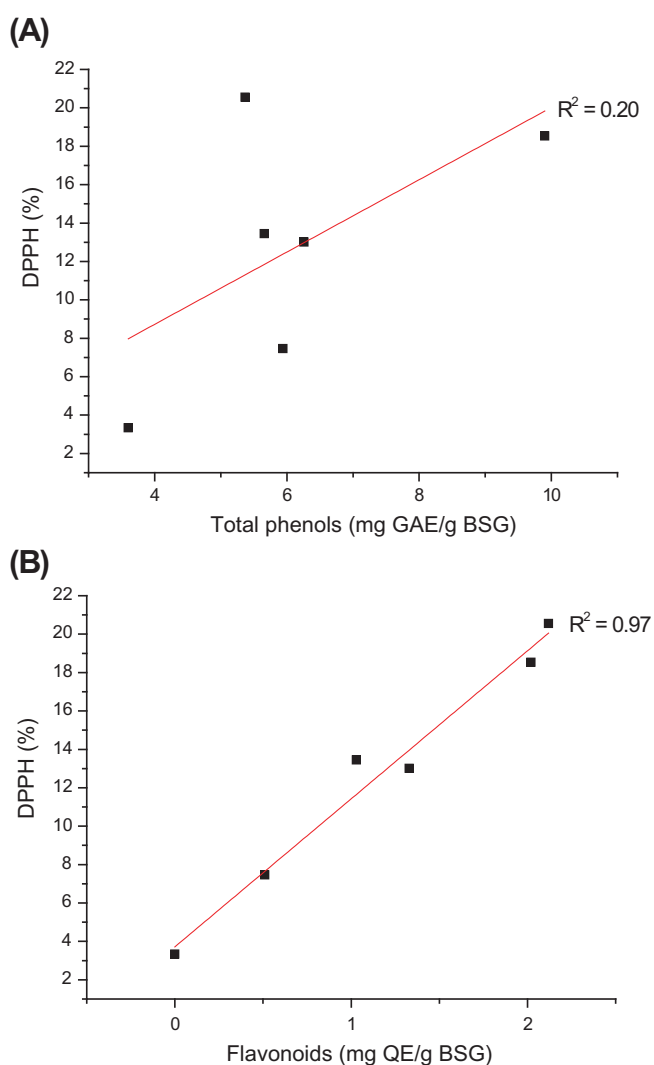 (A)
22
20
18
16
14
12
10
8
6
4
2
DPPH (%)
R² = 0.20
4 6 8 10
Total phenols (mg GAE/g BSG)
(B)
22
20
18
16
14
12
10
8
6
4
2
DPPH (%)
R² = 0.97
0 1 2
Flavonoids (mg QE/g BSG)